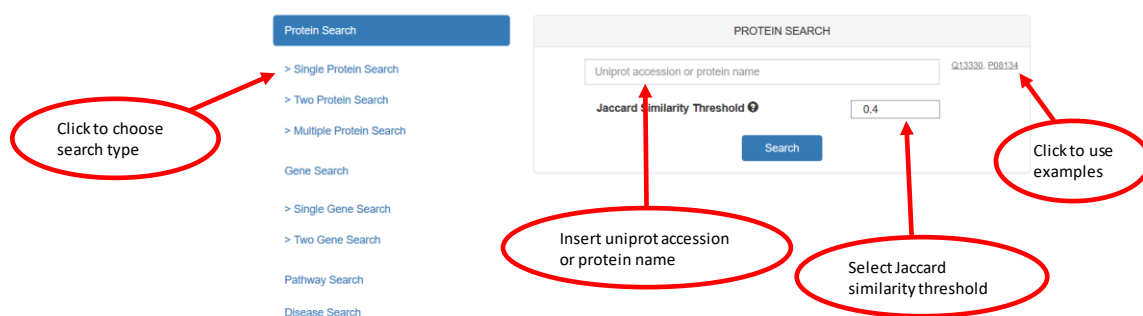 Protein Search
> Single Protein Search
> Two Protein Search
> Multiple Protein Search
Gene Search
> Single Gene Search
> Two Gene Search
Pathway Search
Disease Search
PROTEIN SEARCH
Uniprot accession or protein name
Q13330, P08134
Jaccard Similarity Threshold ?
0.4
Search
Click to choose
search type
Insert uniprot accession
or protein name
Select Jaccard
similarity threshold
Click to use
examples